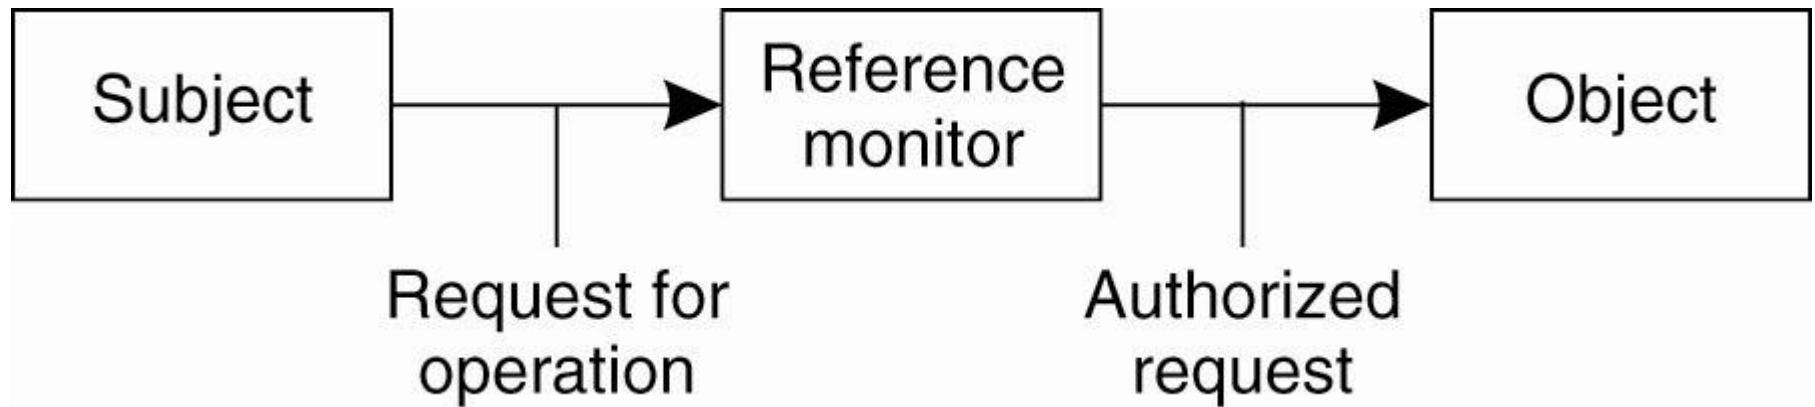 Subject
Reference
monitor
Object
Request for
operation
Authorized
request